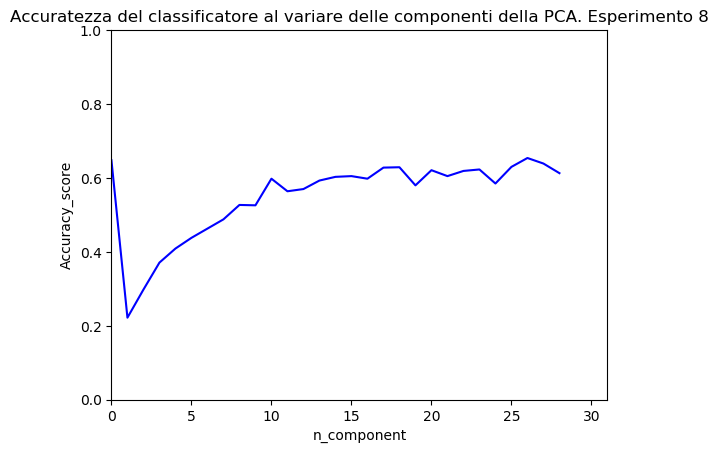 Accuratezza del classificatore al variare delle componenti della PCA. Esperimento 8
1.0
0.8
0.6
0.4
0.2
0.0
Accuracy_score
0 5 10 15 20 25 30
n_component